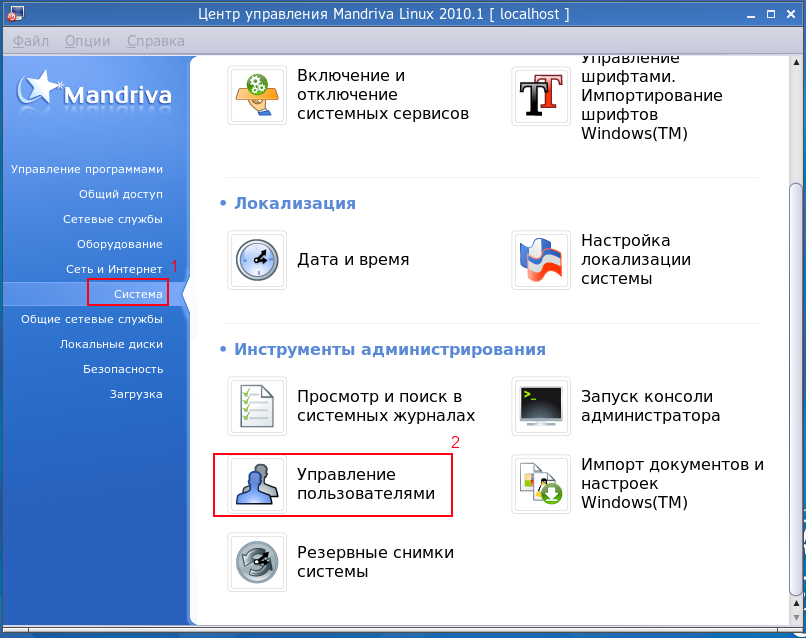 Центр управления Mandriva Linux 2010.1 [ localhost ]
Файл Опции Справка
Mandriva
Управление программами
Общий доступ
Сетевые службы
Оборудование
Сеть и Интернет
1
Система
Общие сетевые службы
Локальные диски
Безопасность
Загрузка
Включение и
отключение
системных сервисов
Управление
шрифтами.
Импортирование
шрифтов
Windows(TM)
• Локализация
Дата и время
Настройка
локализации
системы
• Инструменты администрирования
Просмотр и поиск в
системных журналах
Запуск консоли
администратора
2
Управление
пользователями
Импорт документов и
настроек
Windows(TM)
Резервные снимки
системы